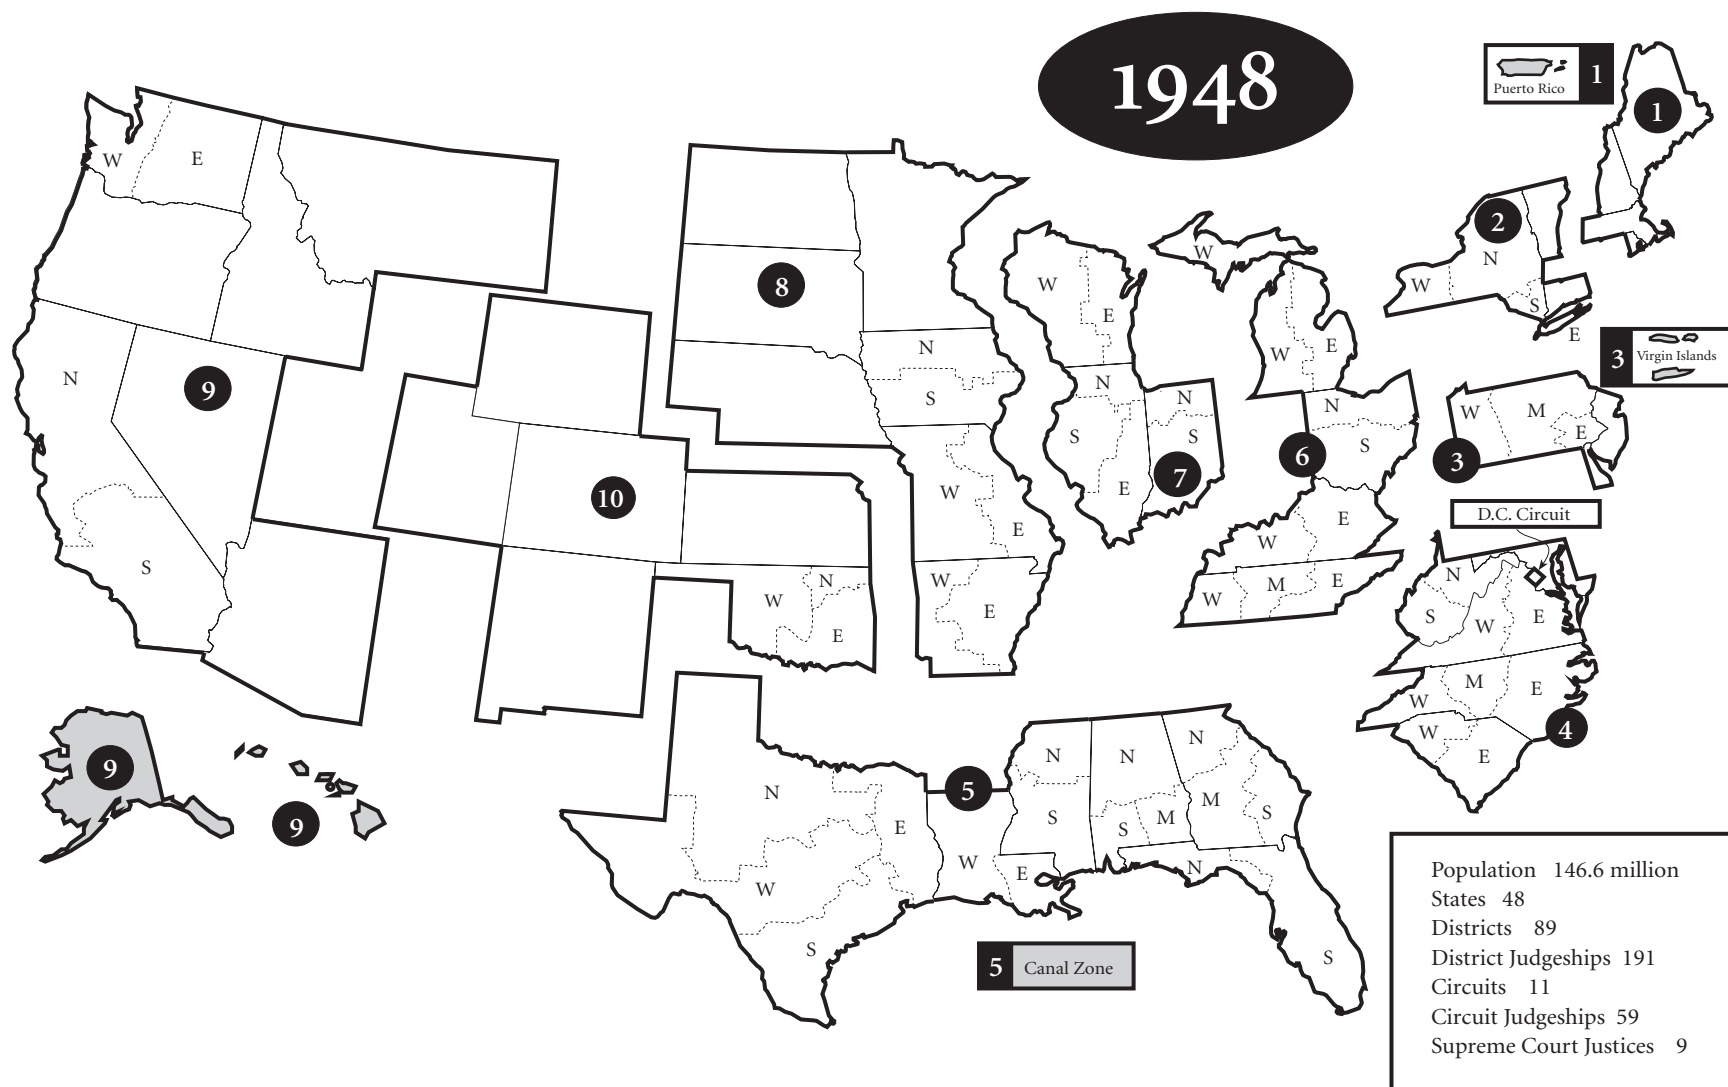 1948
1
Puerto Rico
1
W
E
2
N
W
S
E
W
8
W
E
N
S
W
E
3
Virgin Islands
N
9
N
S
E
N
S
N
S
W
M
E
3
6
7
10
W
E
E
W
W
M
E
D.C. Circuit
S
W
N
E
W
E
N
S
W
E
W
M
E
W
E
4
9
9
5
N
E
W
S
N
S
N
S
M
N
M
S
W
E
N
S
5
Canal Zone
Population 146.6 million
States 48
Districts 89
District Judgeships 191
Circuits 11
Circuit Judgeships 59
Supreme Court Justices 9